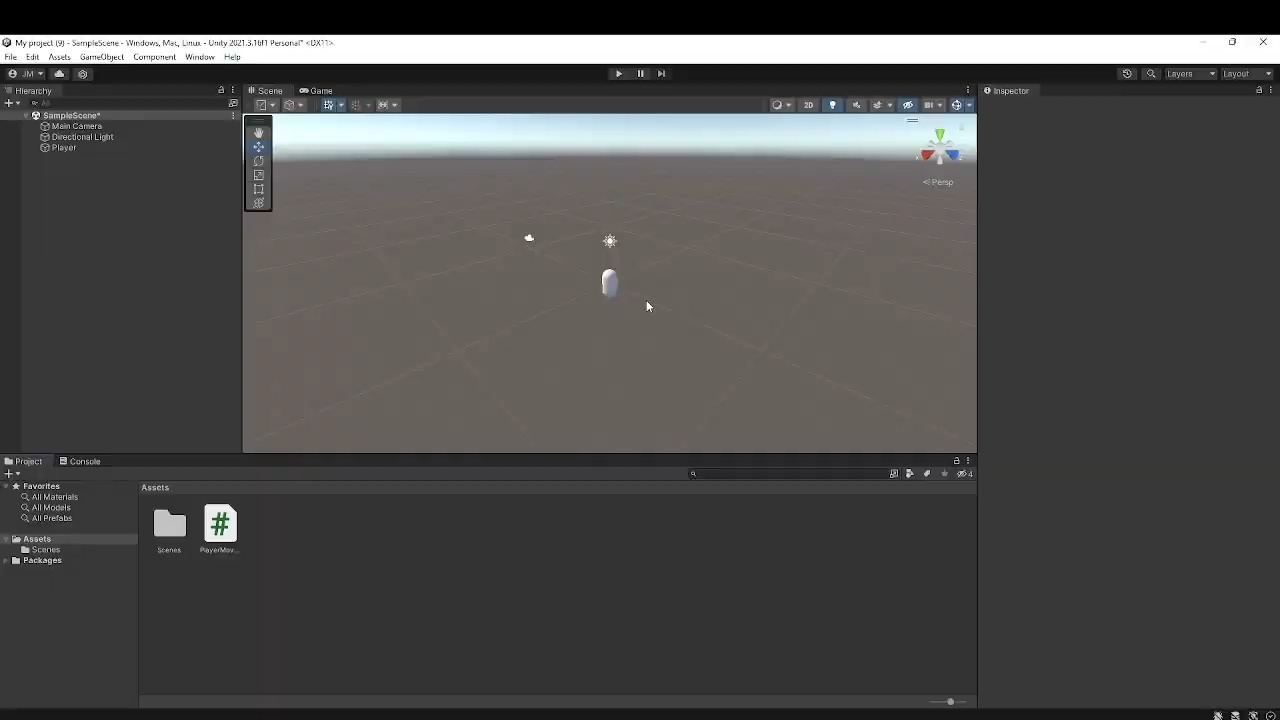 My project (9) - SampleScene - Windows, Mac, Linux - Unity 2021.3.16f1 Personal* <DX11>
File Edit Assets GameObject Component Window Help
JM Layers Layout
Hierarchy Scene Game Inspector
All 2D
SampleScene*
Main Camera
Directional Light
Player
Persp
Project Console
4
Favorites Assets
All Materials
All Models
All Prefabs
Assets
Scenes
Packages
Scenes PlayerMov...